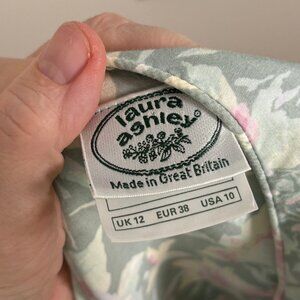 laura
ashley
Made in Great Britain
UK 12 EUR 38 USA 10